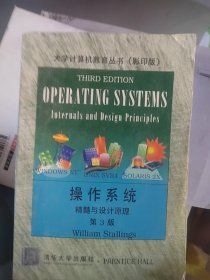 大学计算机教育丛书（影印版）
THIRD EDITION
OPERATING SYSTEMS
Internals and Design Principles
WINDOWS NT™ UNIX SVR4 SOLARIS 2X
操作系统
精髓与设计原理
第3版
William Stallings
清华大学出版社 · PRENTICE HALL